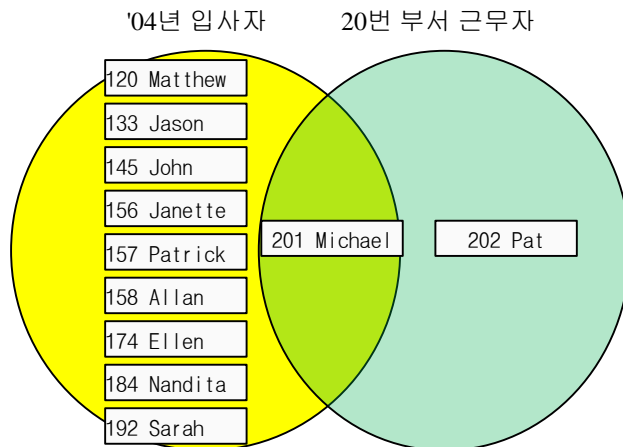 '04년 입사자
20번 부서 근무자
120 Matthew
133 Jason
145 John
156 Janette
157 Patrick
158 Allan
174 Ellen
184 Nandita
192 Sarah
201 Michael
202 Pat